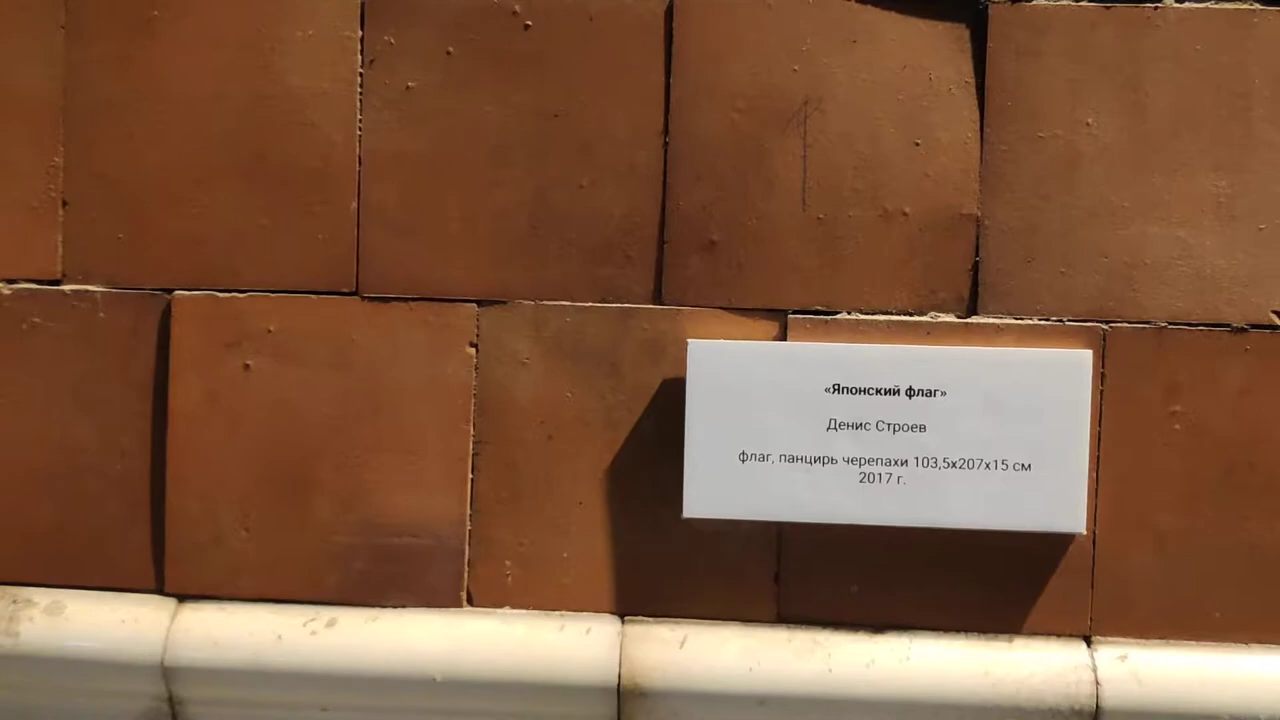 «Японский флаг»
Денис Строев
флаг, панцирь черепахи 103,5х207х15 см
2017 г.